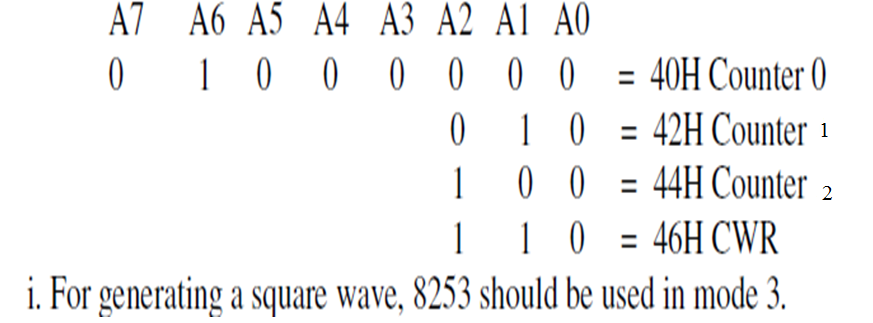 A7 A6 A5 A4 A3 A2 A1 A0
0 1 0 0 0 0 0 0 = 40H Counter 0
0 1 0 = 42H Counter 1
1 0 0 = 44H Counter 2
1 1 0 = 46H CWR
i. For generating a square wave, 8253 should be used in mode 3.